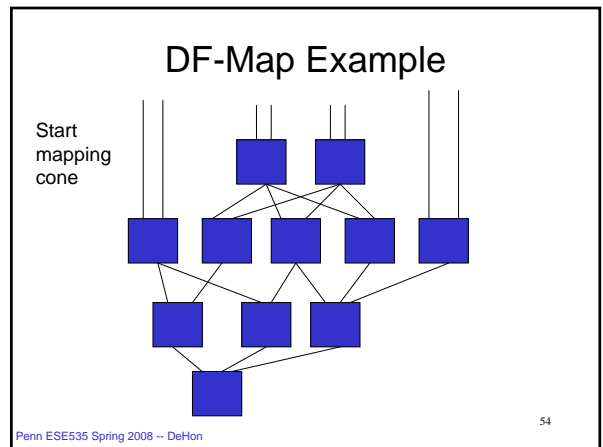 DF-Map Example
Start
mapping
cone
54
Penn ESE535 Spring 2008 -- DeHon